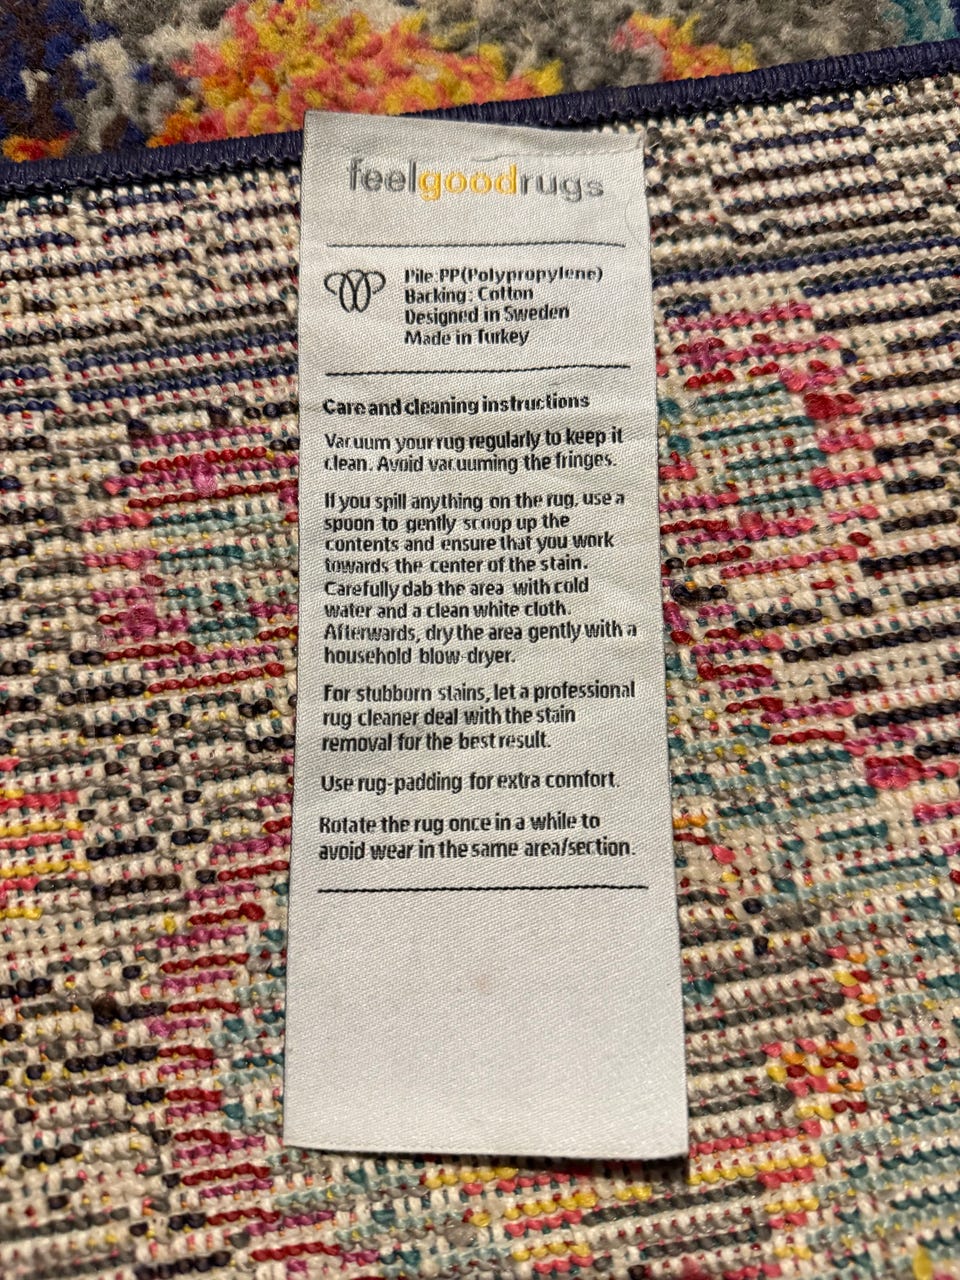 feelgoodrugs
Pile:PP(Polypropylene)
Backing: Cotton
Designed in Sweden
Made in Turkey
Care and cleaning instructions
Vacuum your rug regularly to keep it
clean. Avoid vacuuming the fringes.
If you spill anything on the rug, use a
spoon to gently scoop up the
contents and ensure that you work
towards the center of the stain.
Carefully dab the area with cold
water and a clean white cloth.
Afterwards, dry the area gently with a
household blow-dryer.
For stubborn stains, let a professional
rug cleaner deal with the stain
removal for the best result.
Use rug-padding for extra comfort.
Rotate the rug once in a while to
avoid wear in the same area/section.